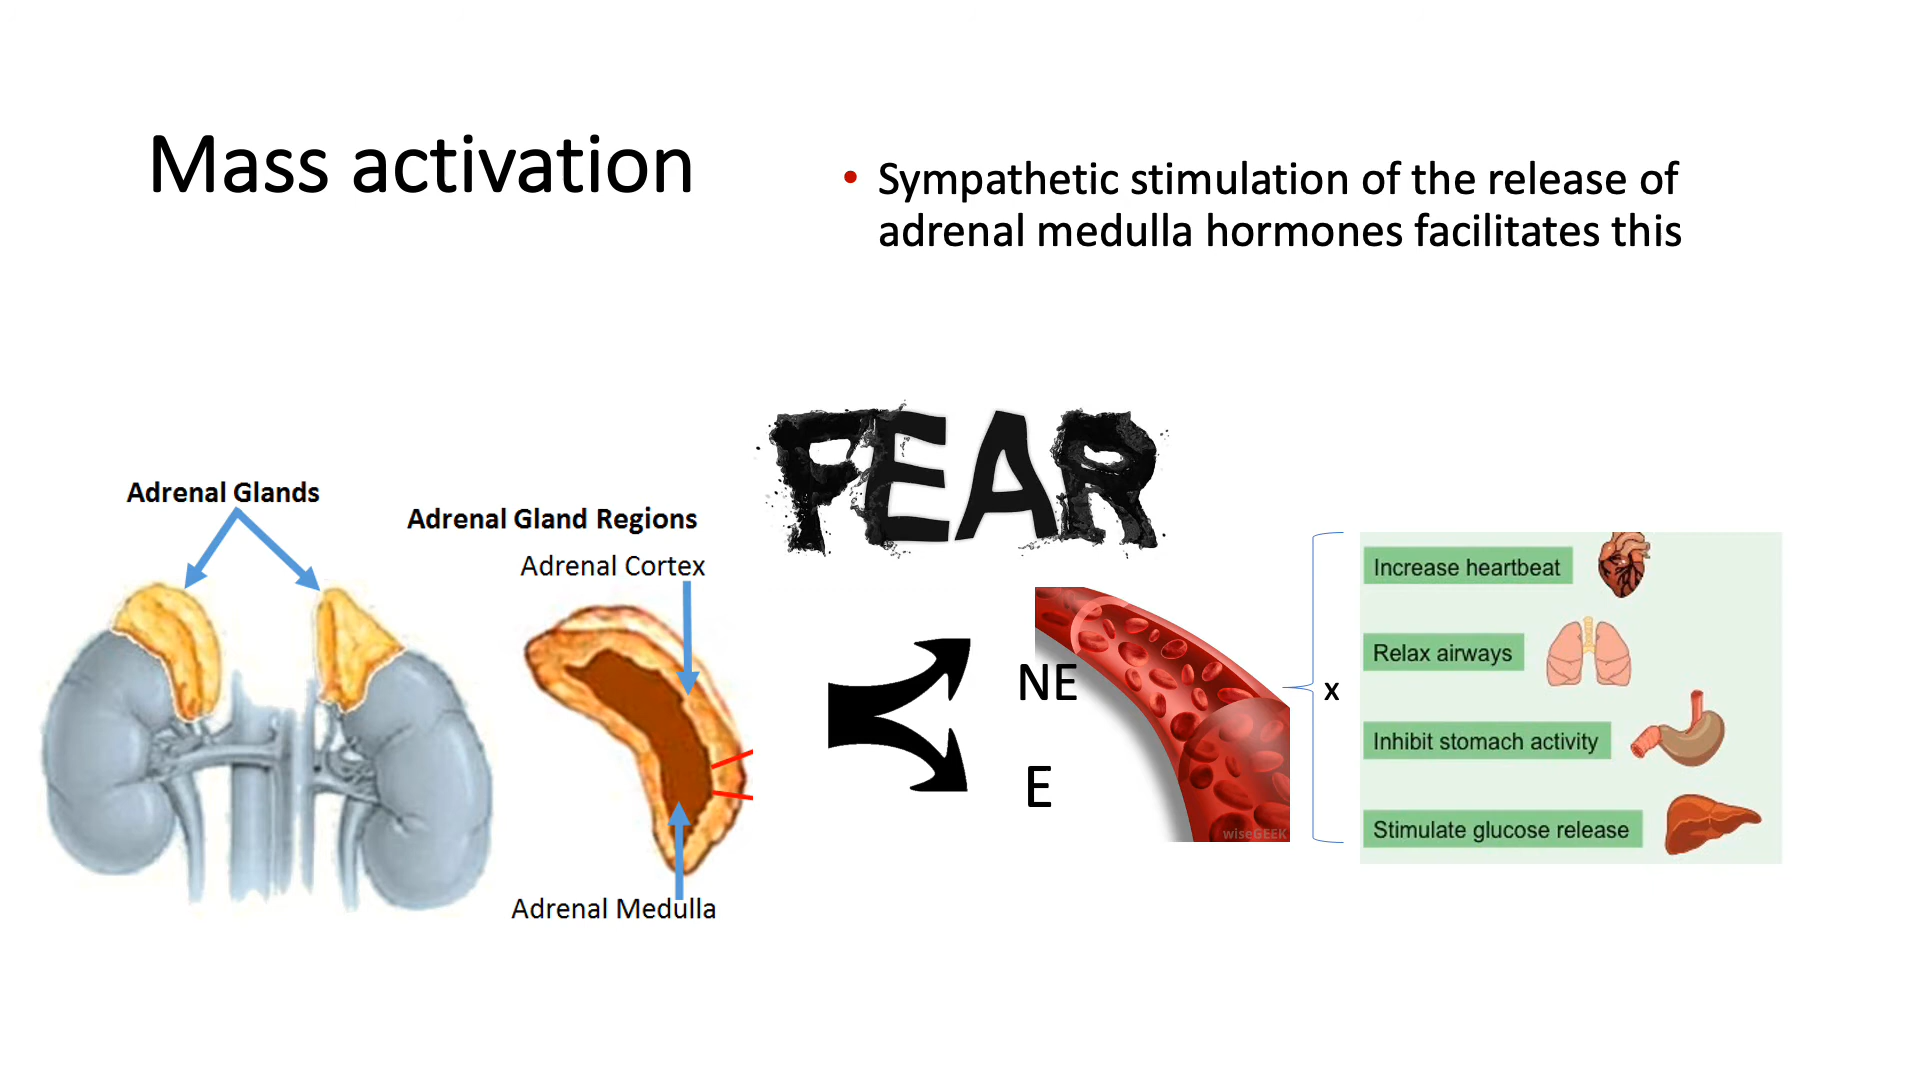 Mass activation
• Sympathetic stimulation of the release of
adrenal medulla hormones facilitates this
FEAR
Adrenal Glands
Adrenal Gland Regions
Adrenal Cortex
Adrenal Medulla
NE
E
wiseGEEK
x
Increase heartbeat
Relax airways
Inhibit stomach activity
Stimulate glucose release